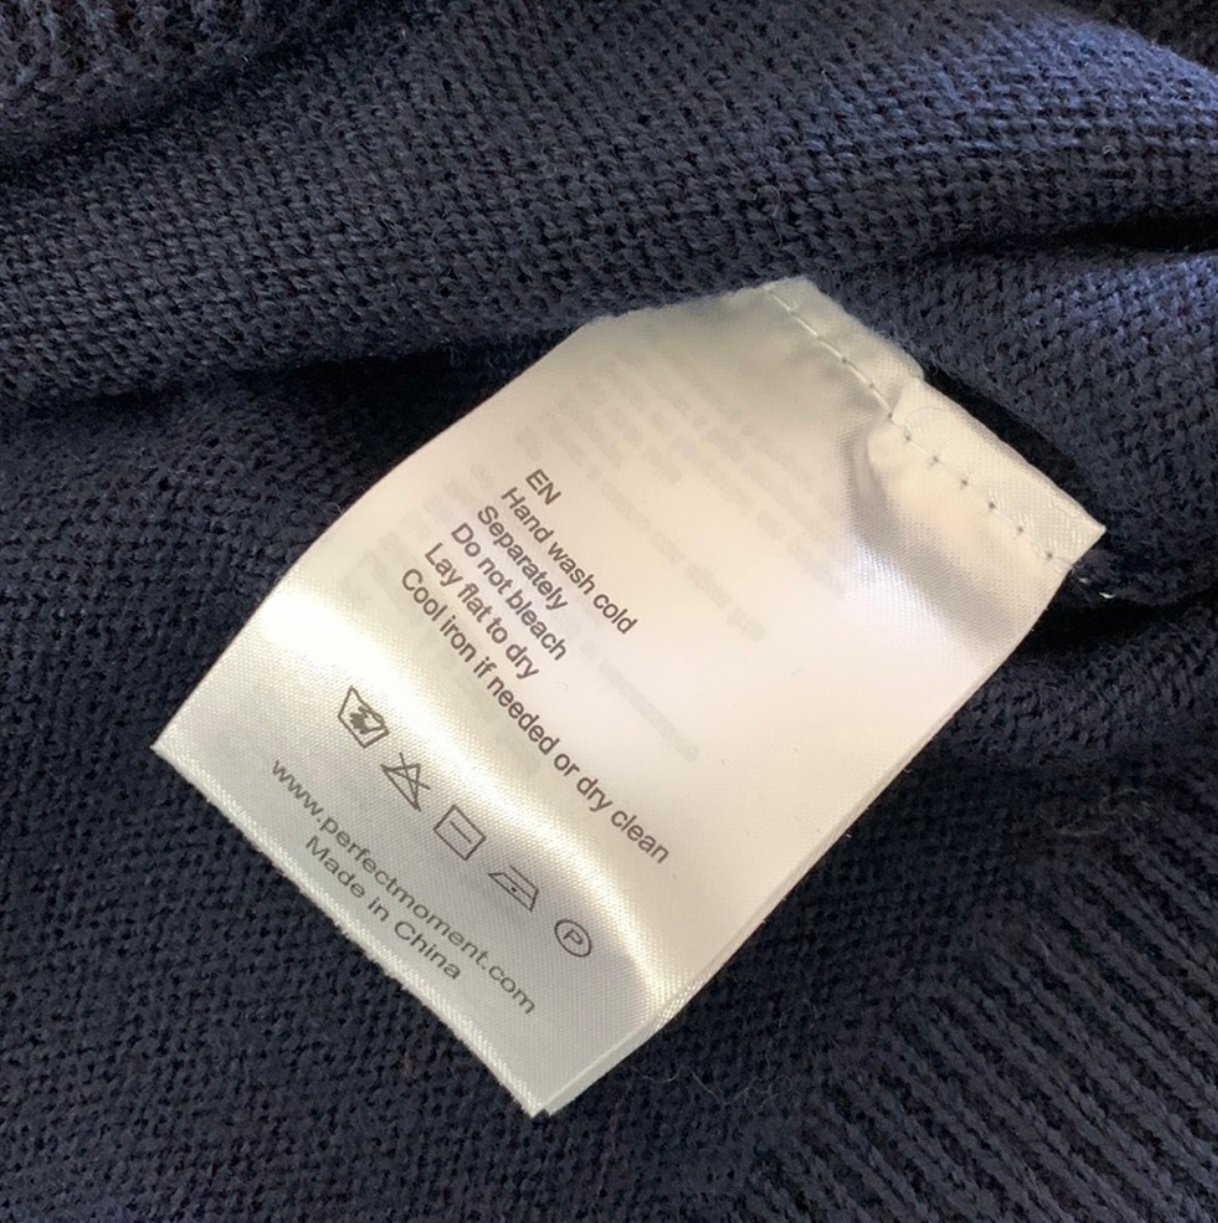 EN
Hand wash cold
Separately
Do not bleach
Lay flat to dry
Cool iron if needed or dry clean
P
www.perfectmoment.com
Made in China